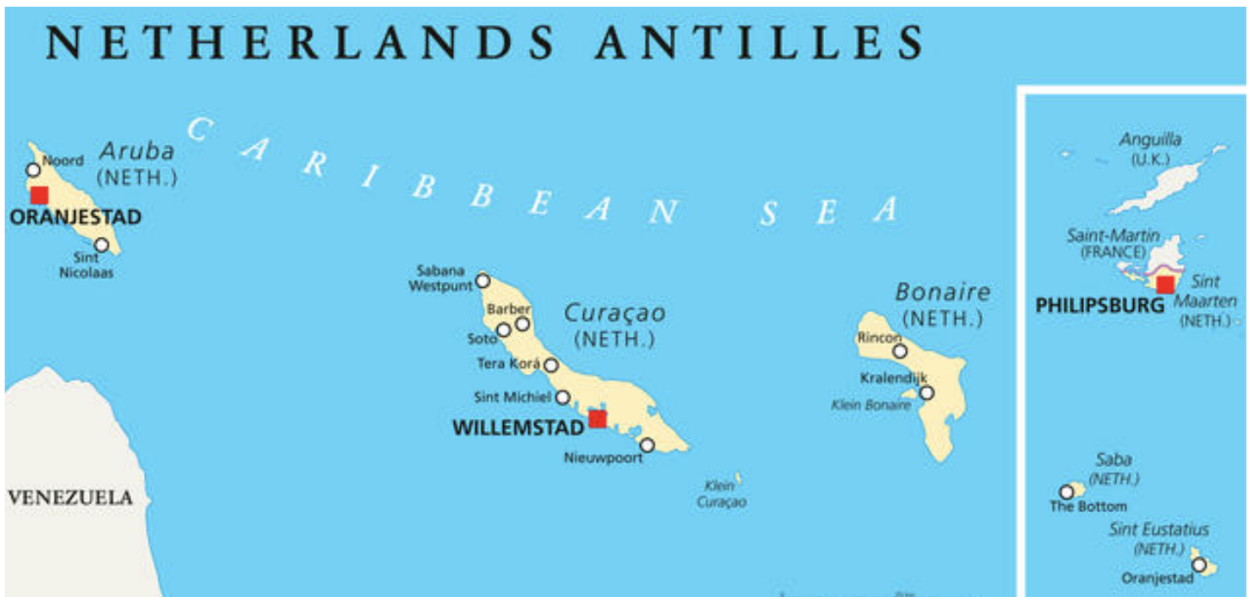 NETHERLANDS ANTILLES
CARIBBEAN SEA
Noord
Aruba
(NETH.)
ORANJESTAD
Sint
Nicolaas
Sabana
Westpunt
Barber
Soto
Curaçao
(NETH.)
Tera Korá
Sint Michiel
WILLEMSTAD
Nieuwpoort
Klein
Curaçao
Bonaire
(NETH.)
Rincon
Kralendijk
Klein Bonaire
VENEZUELA
Anguilla
(U.K.)
Saint-Martin
(FRANCE)
Sint
Maarten
(NETH.)
PHILIPSBURG
Saba
(NETH.)
The Bottom
Sint Eustatius
(NETH.)
Oranjestad